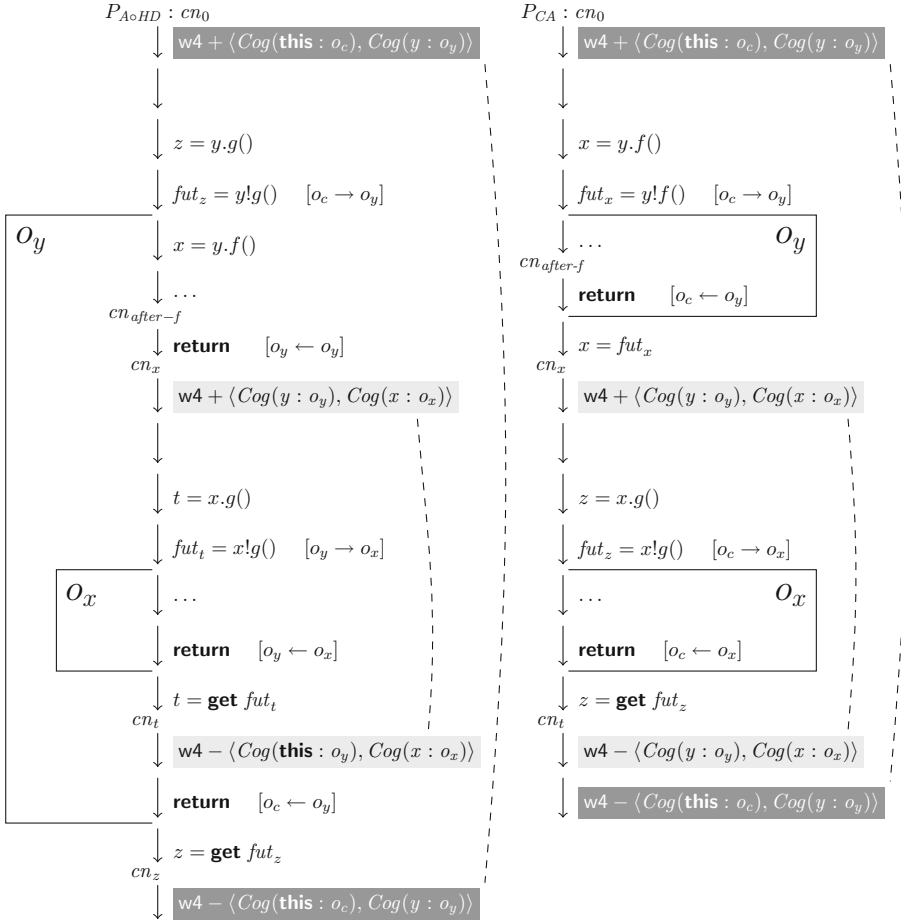 P_{A∘HD} : cn_0
w4 + ⟨Cog(this : o_c), Cog(y : o_y)⟩
z = y.g()
fut_z = y!g() [o_c → o_y]
o_y
x = y.f()
...
cn_{after−f}
return [o_y ← o_y]
cn_x
w4 + ⟨Cog(y : o_y), Cog(x : o_x)⟩
t = x.g()
fut_t = x!g() [o_y → o_x]
o_x
...
return [o_y ← o_x]
t = get fut_t
cn_t
w4 − ⟨Cog(this : o_y), Cog(x : o_x)⟩
return [o_c ← o_y]
z = get fut_z
cn_z
w4 − ⟨Cog(this : o_c), Cog(y : o_y)⟩
P_{CA} : cn_0
w4 + ⟨Cog(this : o_c), Cog(y : o_y)⟩
x = y.f()
fut_x = y!f() [o_c → o_y]
... o_y
cn_{after-f}
return [o_c ← o_y]
x = fut_x
cn_x
w4 + ⟨Cog(y : o_y), Cog(x : o_x)⟩
z = x.g()
fut_z = x!g() [o_c → o_x]
... o_x
return [o_c ← o_x]
z = get fut_z
cn_t
w4 − ⟨Cog(y : o_y), Cog(x : o_x)⟩
w4 − ⟨Cog(this : o_c), Cog(y : o_y)⟩